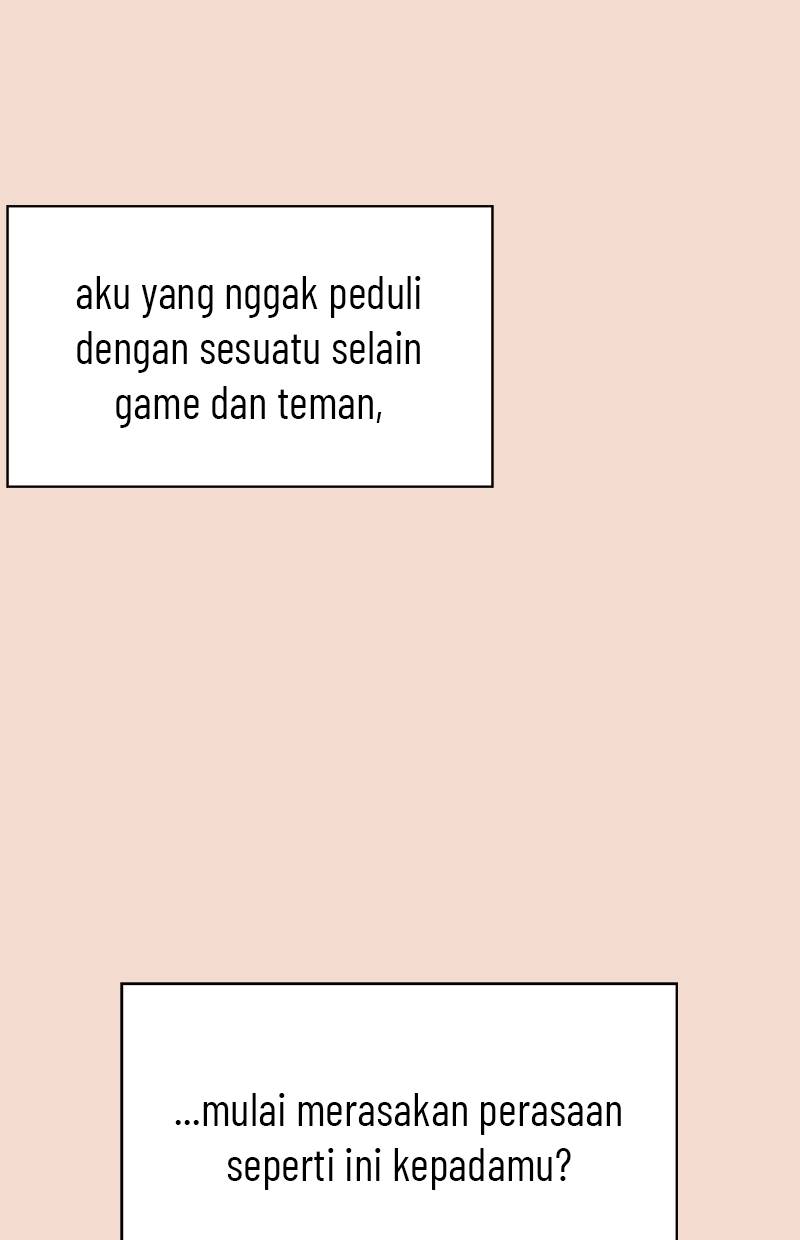 aku yang nggak peduli
dengan sesuatu selain
game dan teman,
...mulai merasakan perasaan
seperti ini kepadamu?